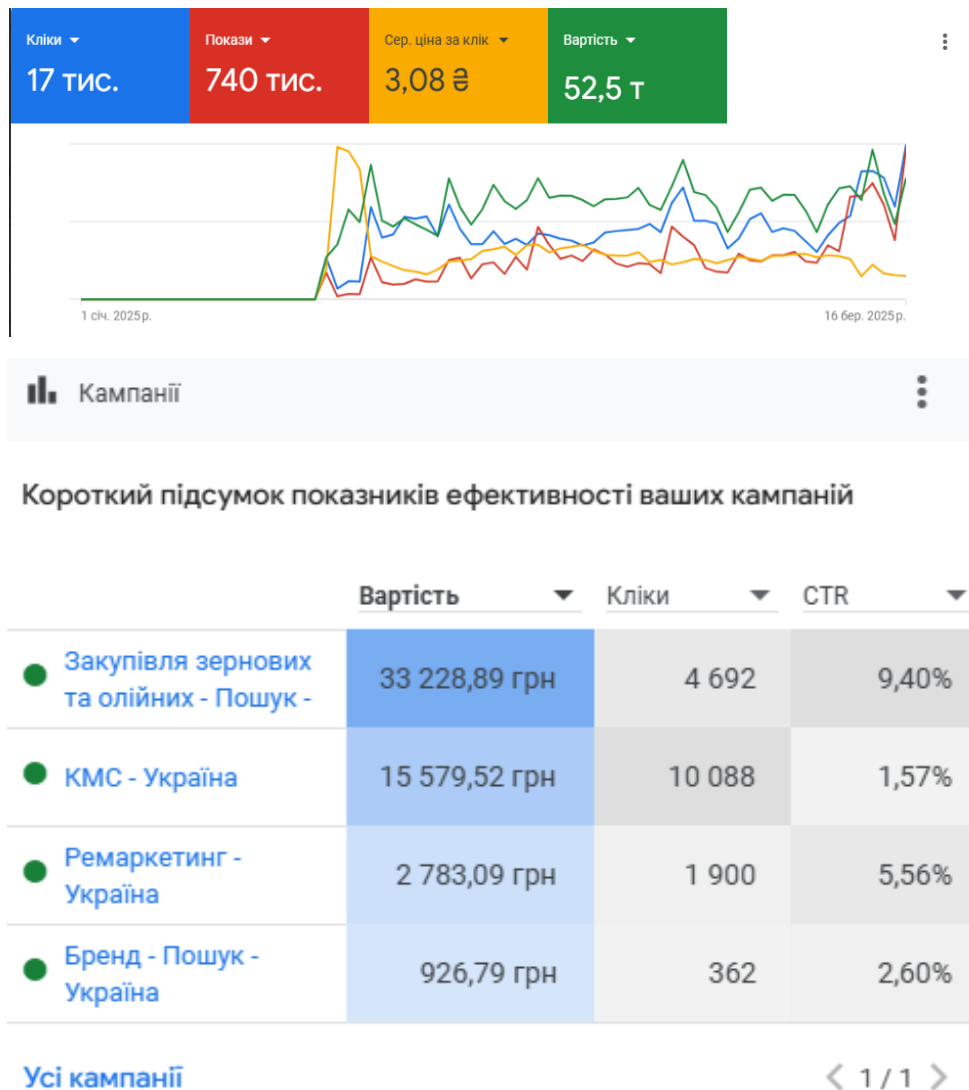 Кліки Покази Сер. ціна за клік Вартість
17 тис. 740 тис. 3,08 ₴ 52,5 т
1 січ. 2025 р. 16 бер. 2025 р.
Кампанії
Короткий підсумок показників ефективності ваших кампаній
Вартість Кліки CTR
Закупівля зернових
та олійних - Пошук -
33 228,89 грн 4 692 9,40%
КМС - Україна 15 579,52 грн 10 088 1,57%
Ремаркетинг -
Україна
2 783,09 грн 1 900 5,56%
Бренд - Пошук -
Україна
926,79 грн 362 2,60%
Усі кампанії 1 / 1